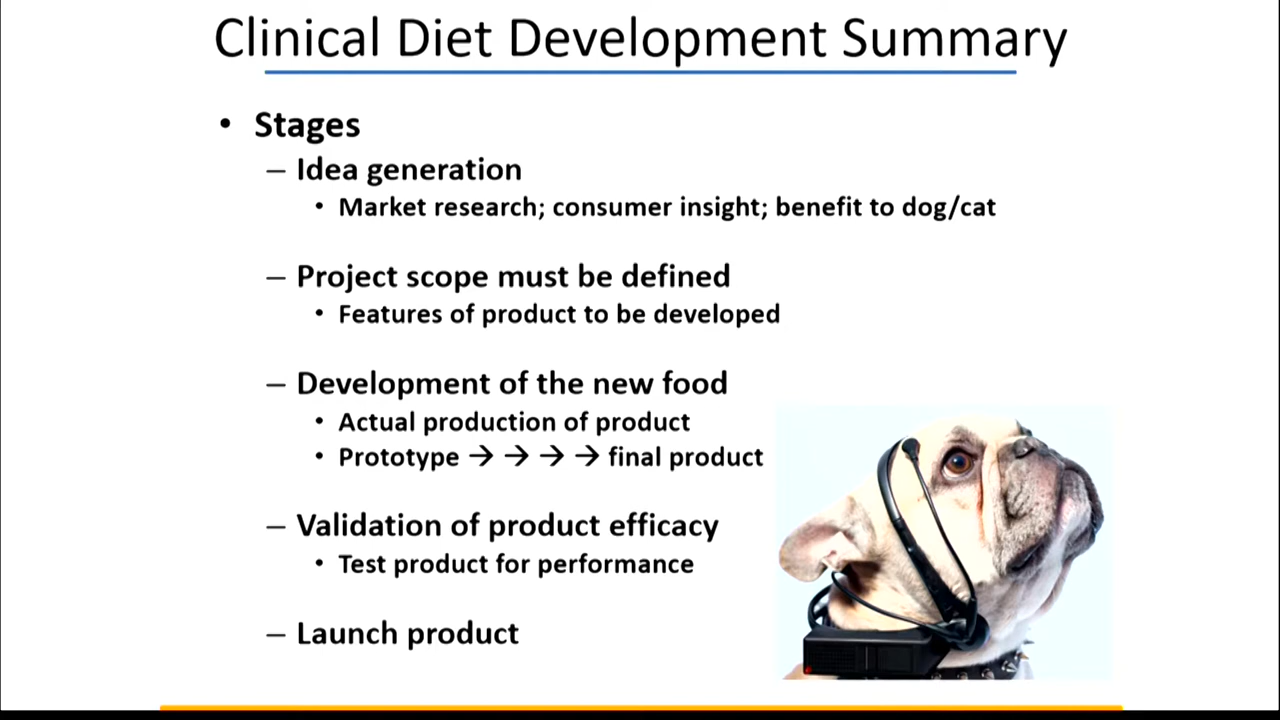 Clinical Diet Development Summary
• Stages
– Idea generation
• Market research; consumer insight; benefit to dog/cat
– Project scope must be defined
• Features of product to be developed
– Development of the new food
• Actual production of product
• Prototype → → → → final product
– Validation of product efficacy
• Test product for performance
– Launch product